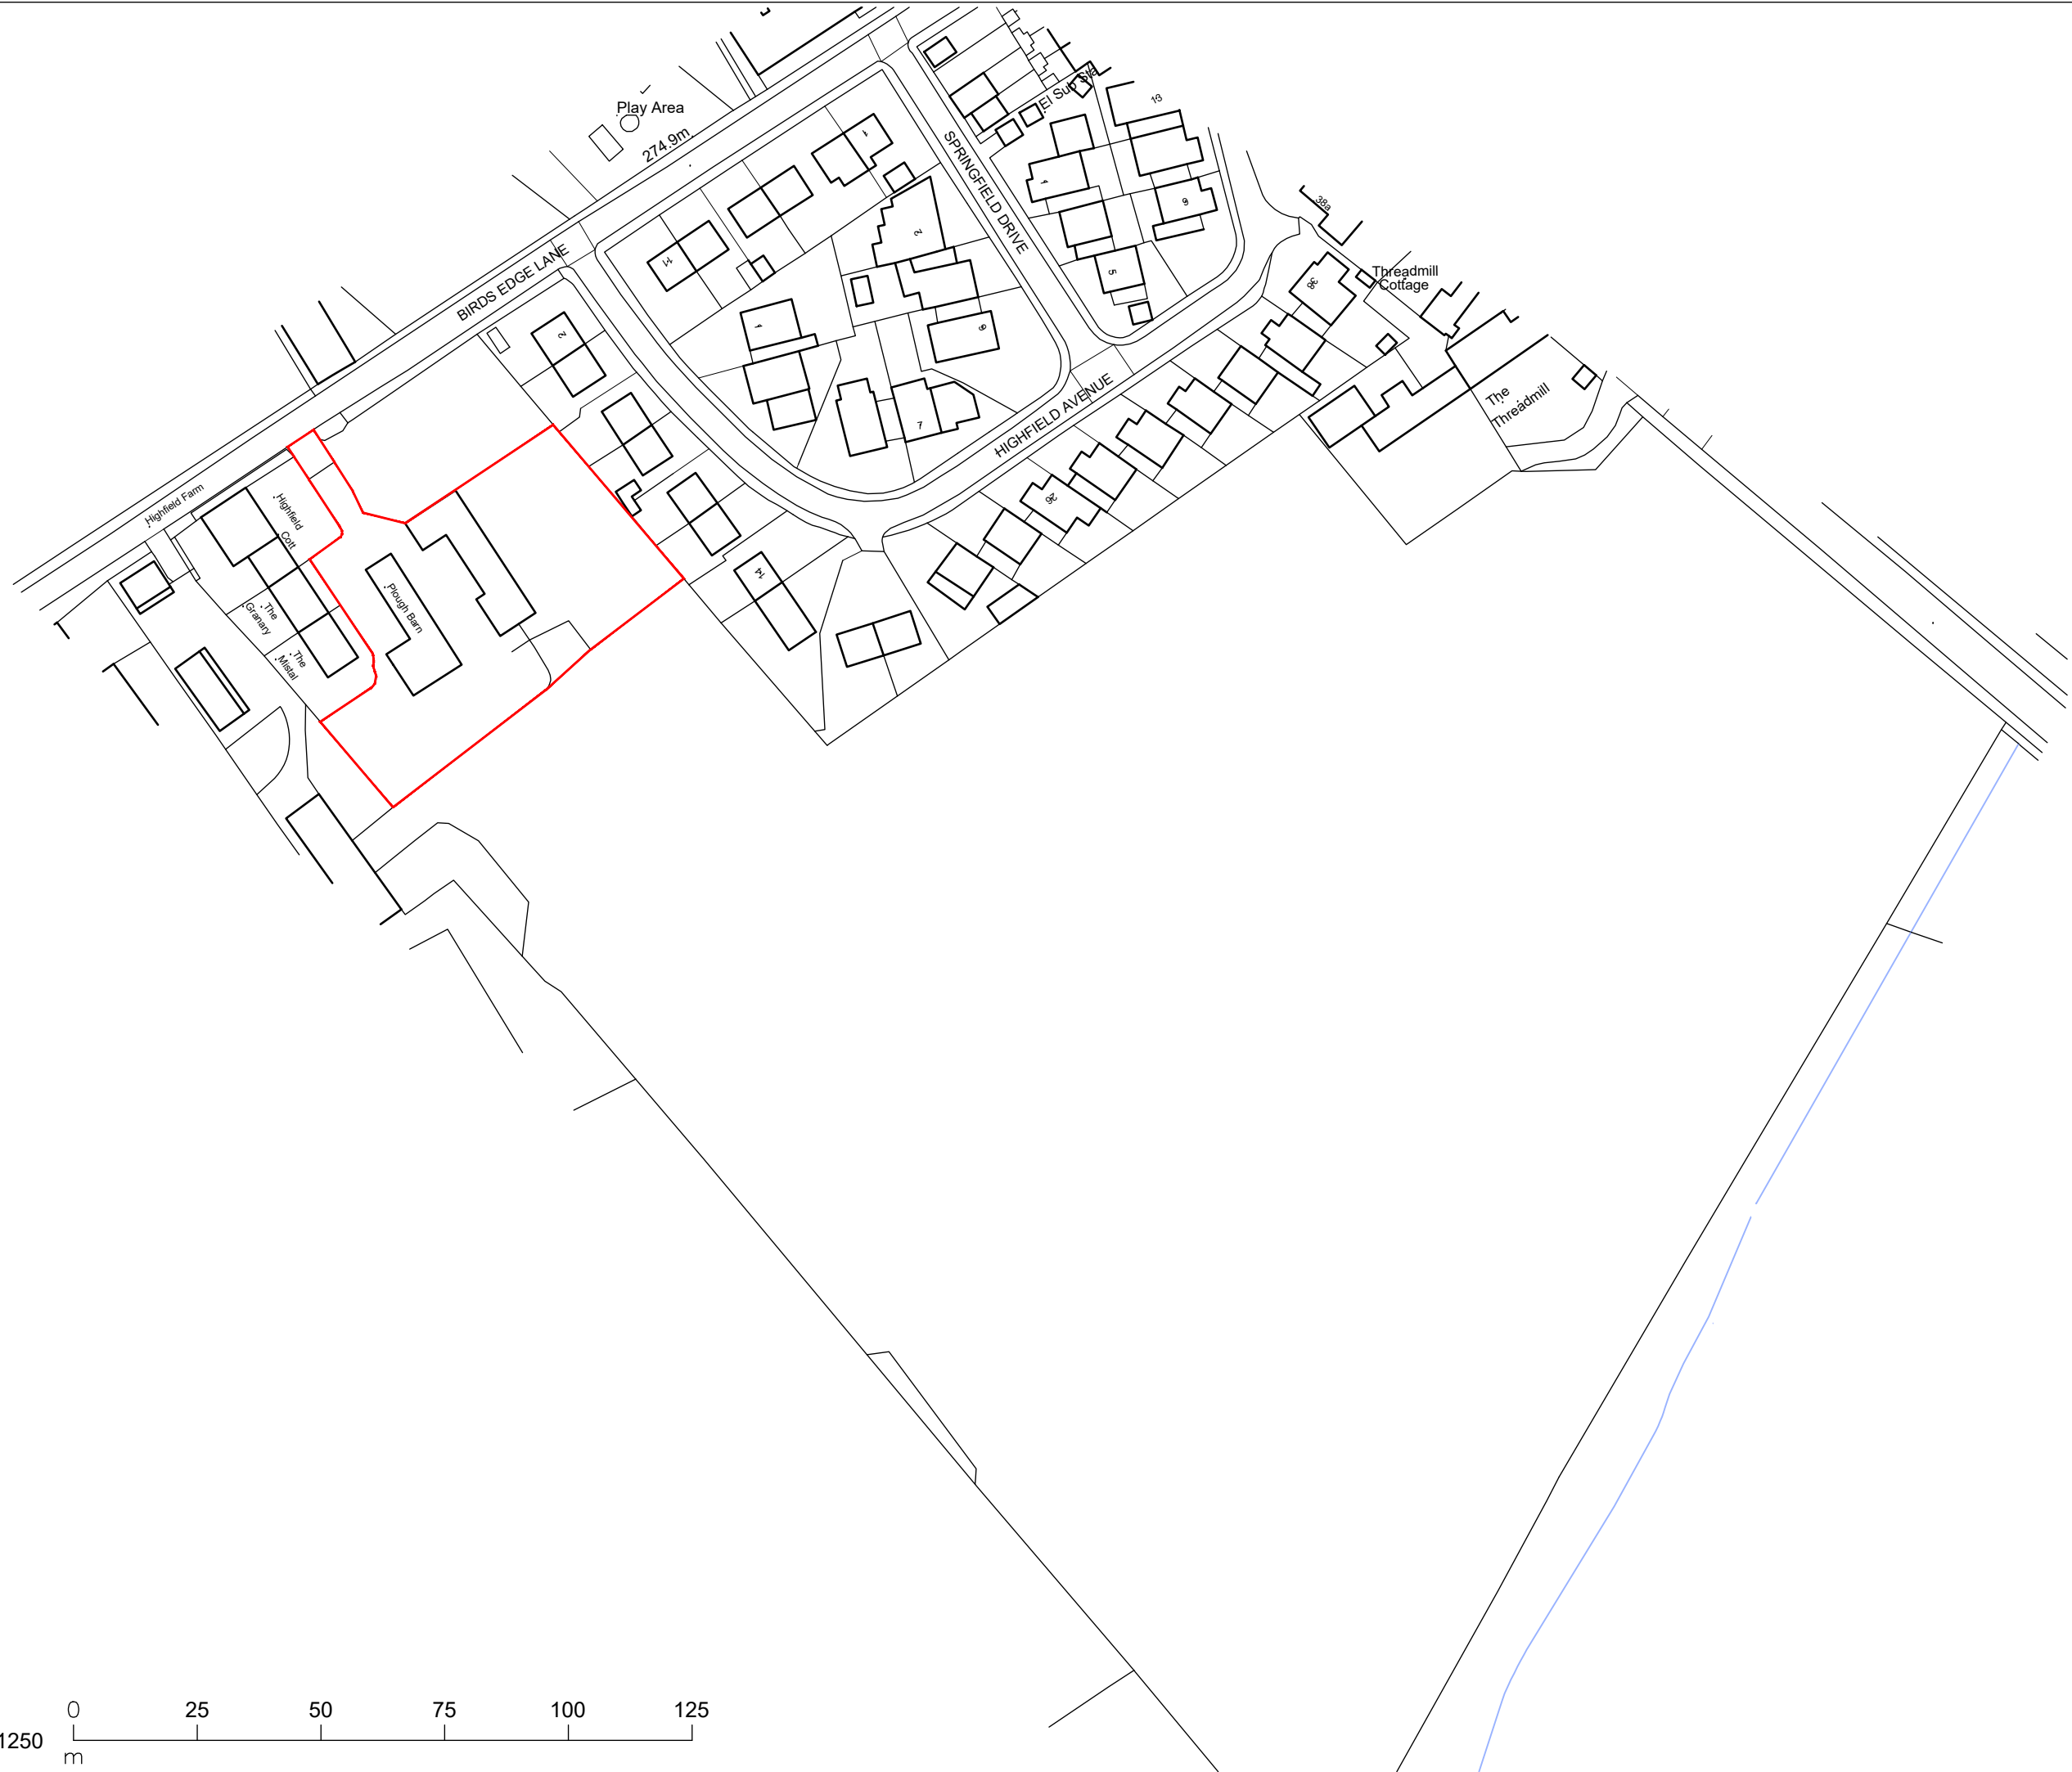 Play Area
274.9m
El Sub Sta
13
1
SPRINGFIELD DRIVE
1
6
38a
2
BIRDS EDGE LANE
11
5
Threadmill
Cottage
38
2
1
9
HIGHFIELD AVENUE
The
Threadmill
7
Highfield Farm
Highfield
Cott
26
Plough Barn
14
The
Granary
The
Mistal
0
25
50
75
100
125
1250
m